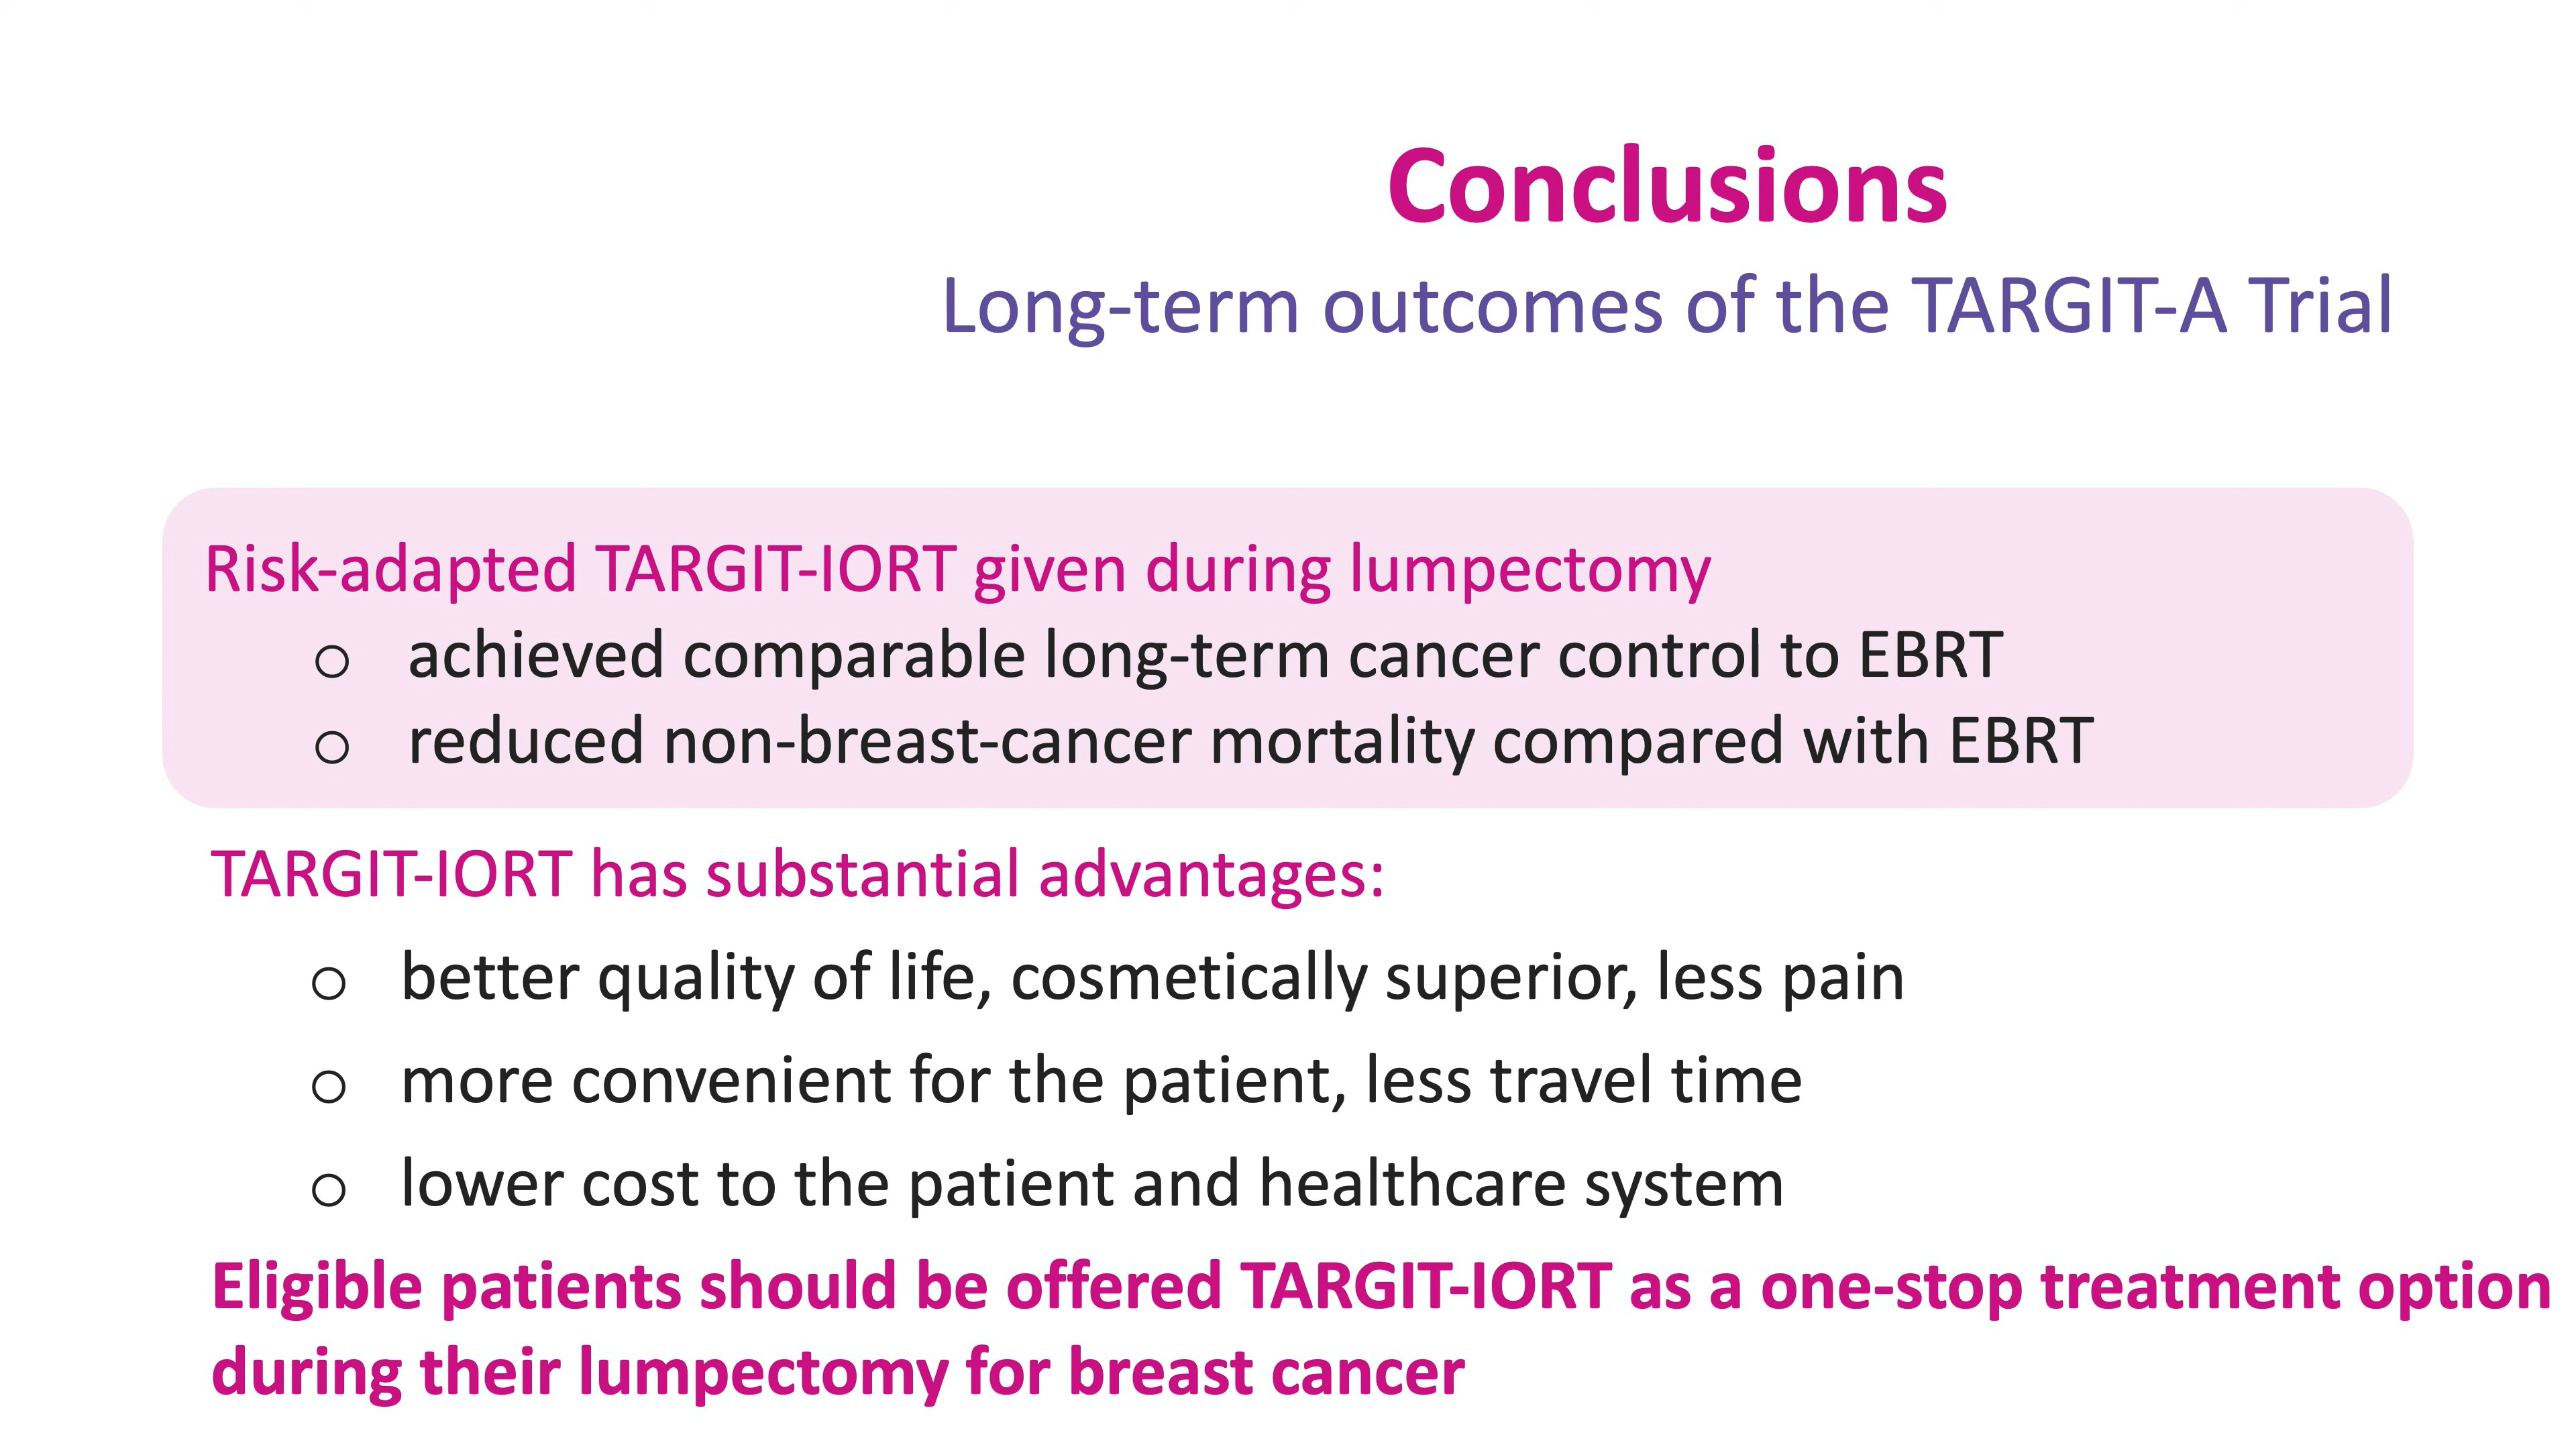 Conclusions
Long-term outcomes of the TARGIT-A Trial
Risk-adapted TARGIT-IORT given during lumpectomy
o achieved comparable long-term cancer control to EBRT
o reduced non-breast-cancer mortality compared with EBRT
TARGIT-IORT has substantial advantages:
o better quality of life, cosmetically superior, less pain
o more convenient for the patient, less travel time
o lower cost to the patient and healthcare system
Eligible patients should be offered TARGIT-IORT as a one-stop treatment option
during their lumpectomy for breast cancer